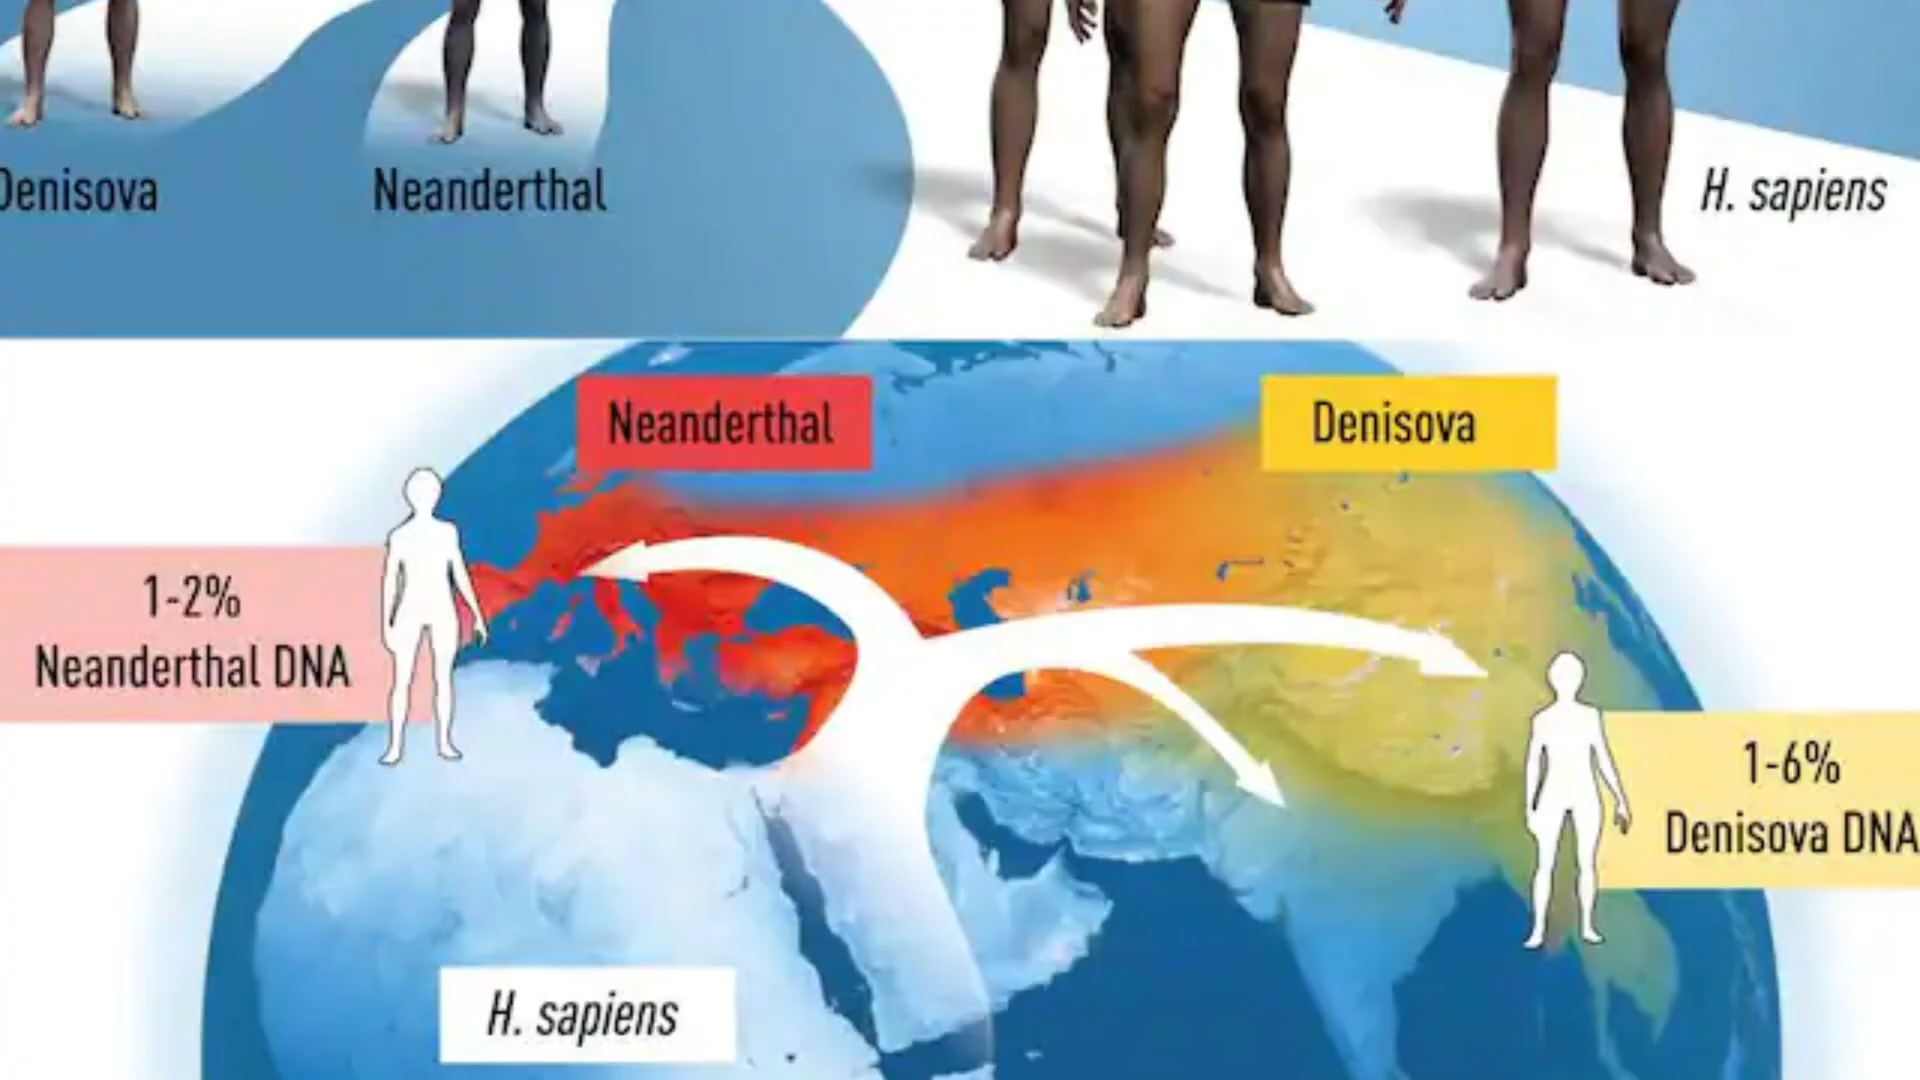 Denisova
Neanderthal
H. sapiens
Neanderthal
Denisova
1-2%
Neanderthal DNA
1-6%
Denisova DNA
H. sapiens